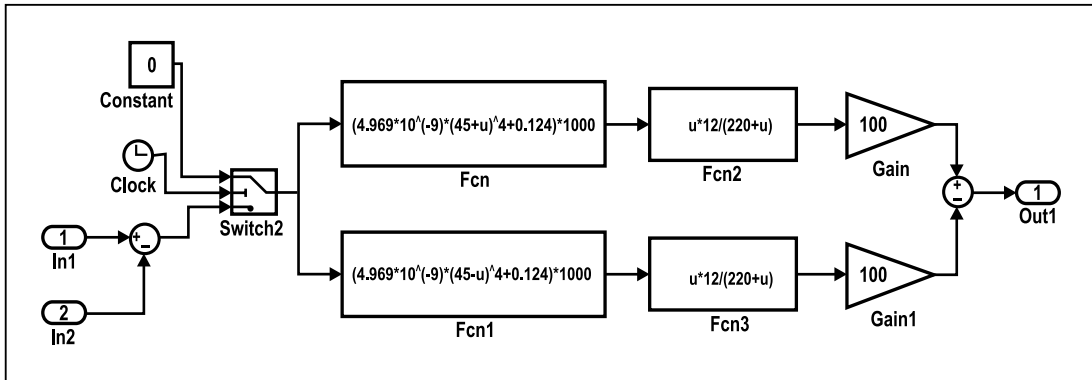 0
Constant
Clock
Switch2
1
In1
2
In2
+
−
(4.969*10^(-9)*(45+u)^4+0.124)*1000
Fcn
u*12/(220+u)
Fcn2
100
Gain
(4.969*10^(-9)*(45-u)^4+0.124)*1000
Fcn1
u*12/(220+u)
Fcn3
100
Gain1
+
−
1
Out1